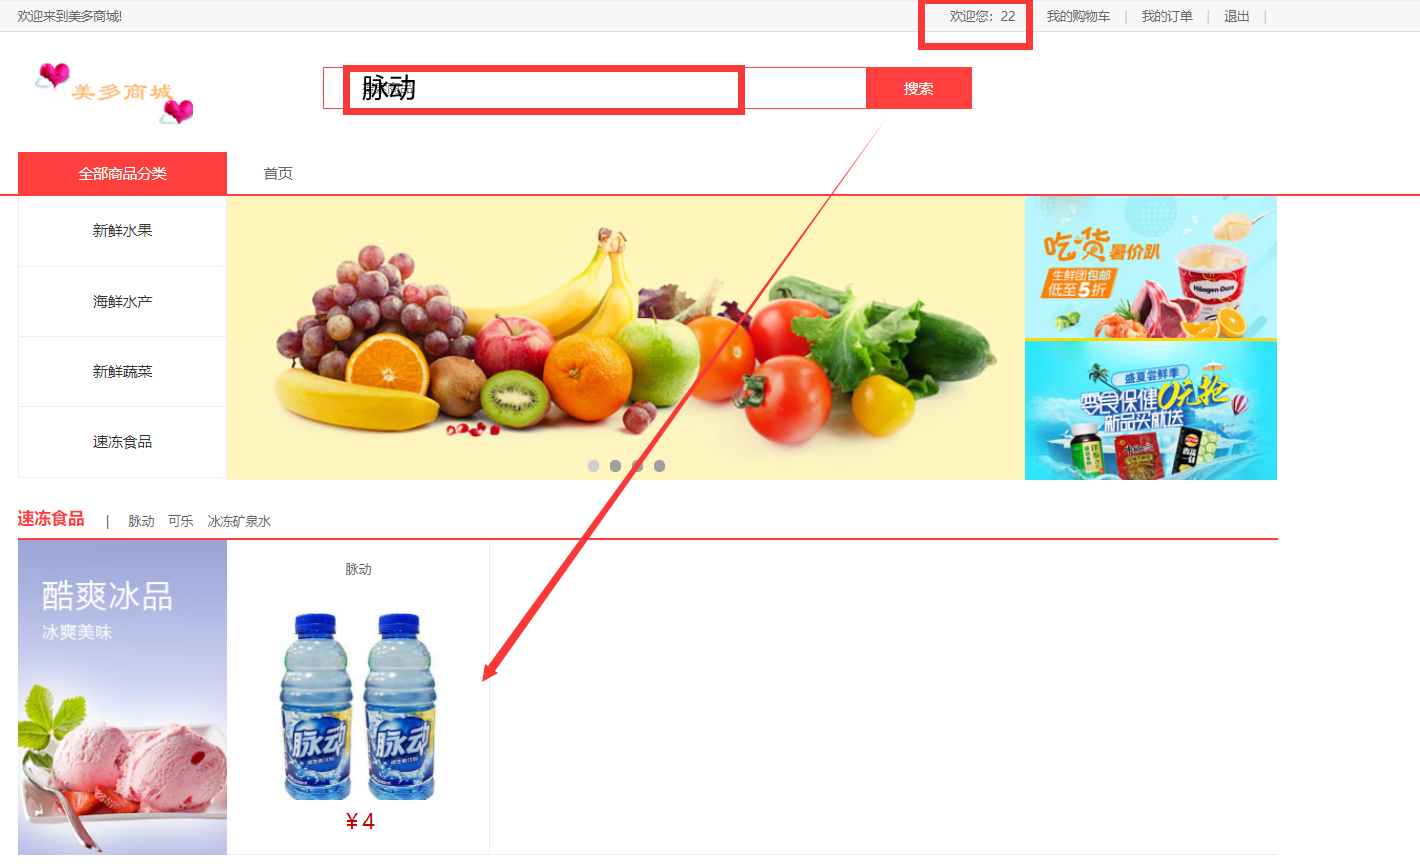 欢迎来到美多商城!
欢迎您：22
我的购物车 | 我的订单 | 退出 |
美多商城
脉动
搜索
全部商品分类
首页
新鲜水果
海鲜水产
新鲜蔬菜
速冻食品
吃货暑价趴
生鲜团包邮
低至5折
Häagen-Dazs
盛夏尝鲜季
零食保健0元抢
新品买就送
速冻食品 | 脉动 可乐 冰冻矿泉水
酷爽冰品
冰爽美味
脉动
脉动
脉动
¥ 4